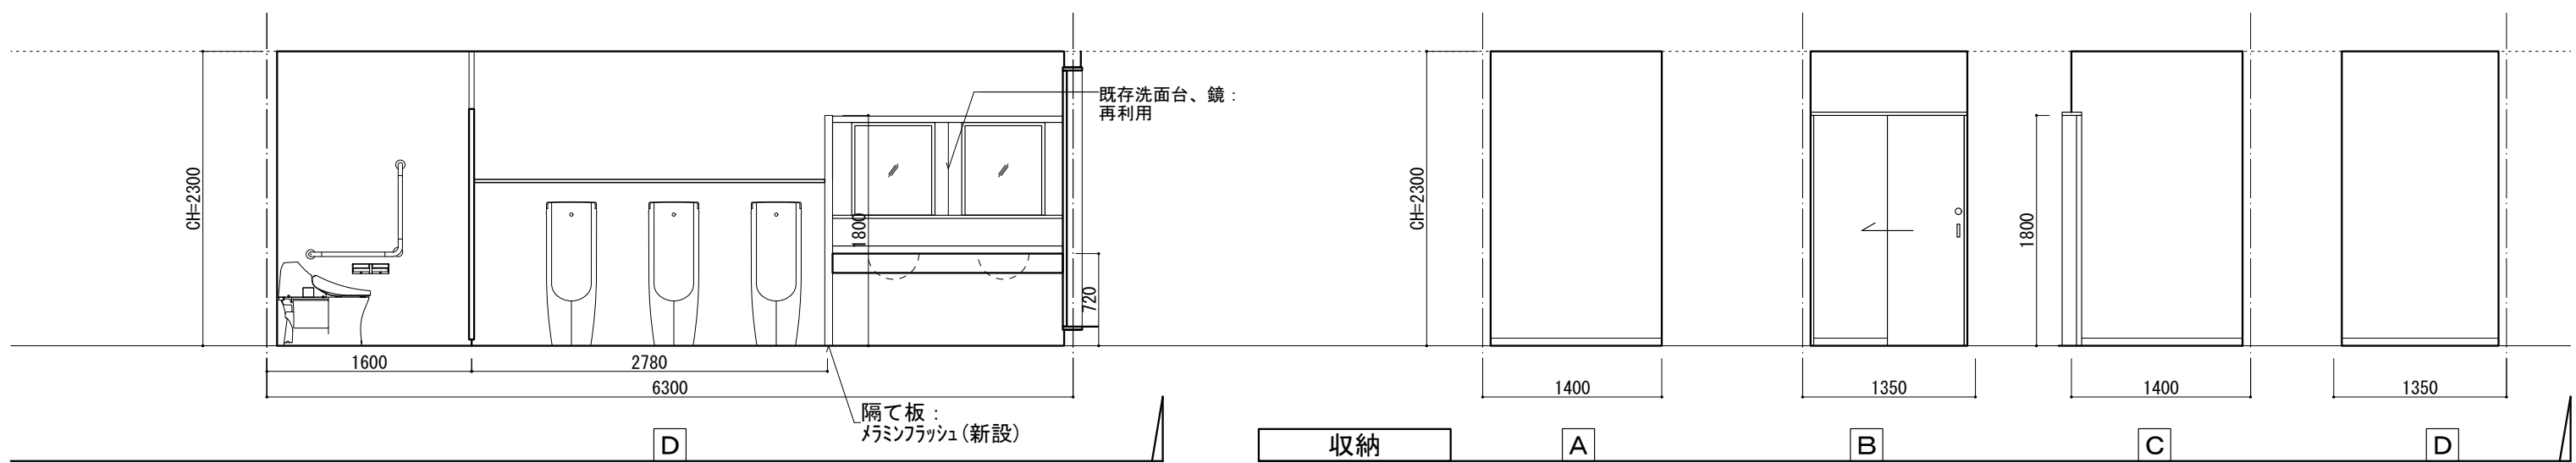 CH=2300
既存洗面台、鏡：
再利用
1800
720
1600
2780
6300
隔て板：
ﾒﾗﾐﾝﾌﾗｯｼｭ(新設)
D
CH=2300
1400
1350
1800
1400
1350
収納
A
B
C
D